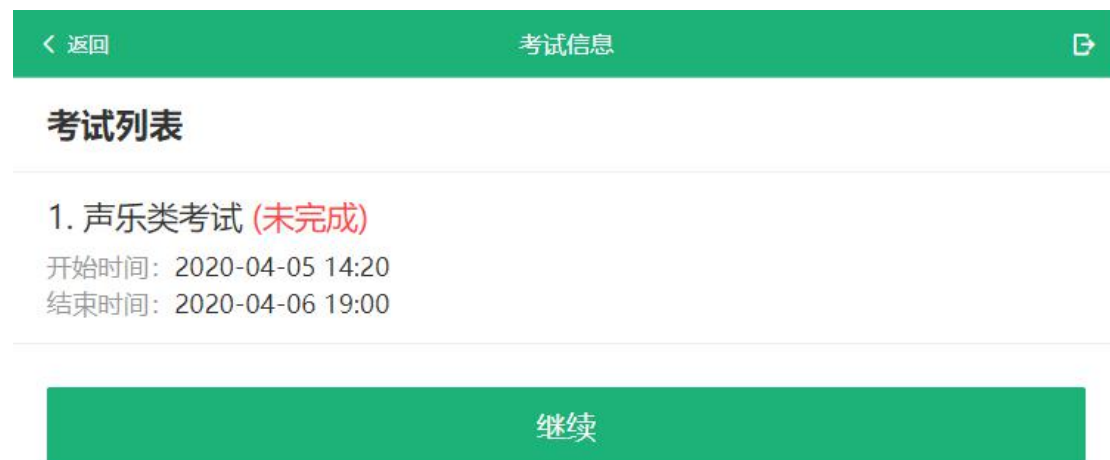 返回
考试信息
考试列表
1. 声乐类考试 (未完成)
开始时间：2020-04-05 14:20
结束时间：2020-04-06 19:00
继续